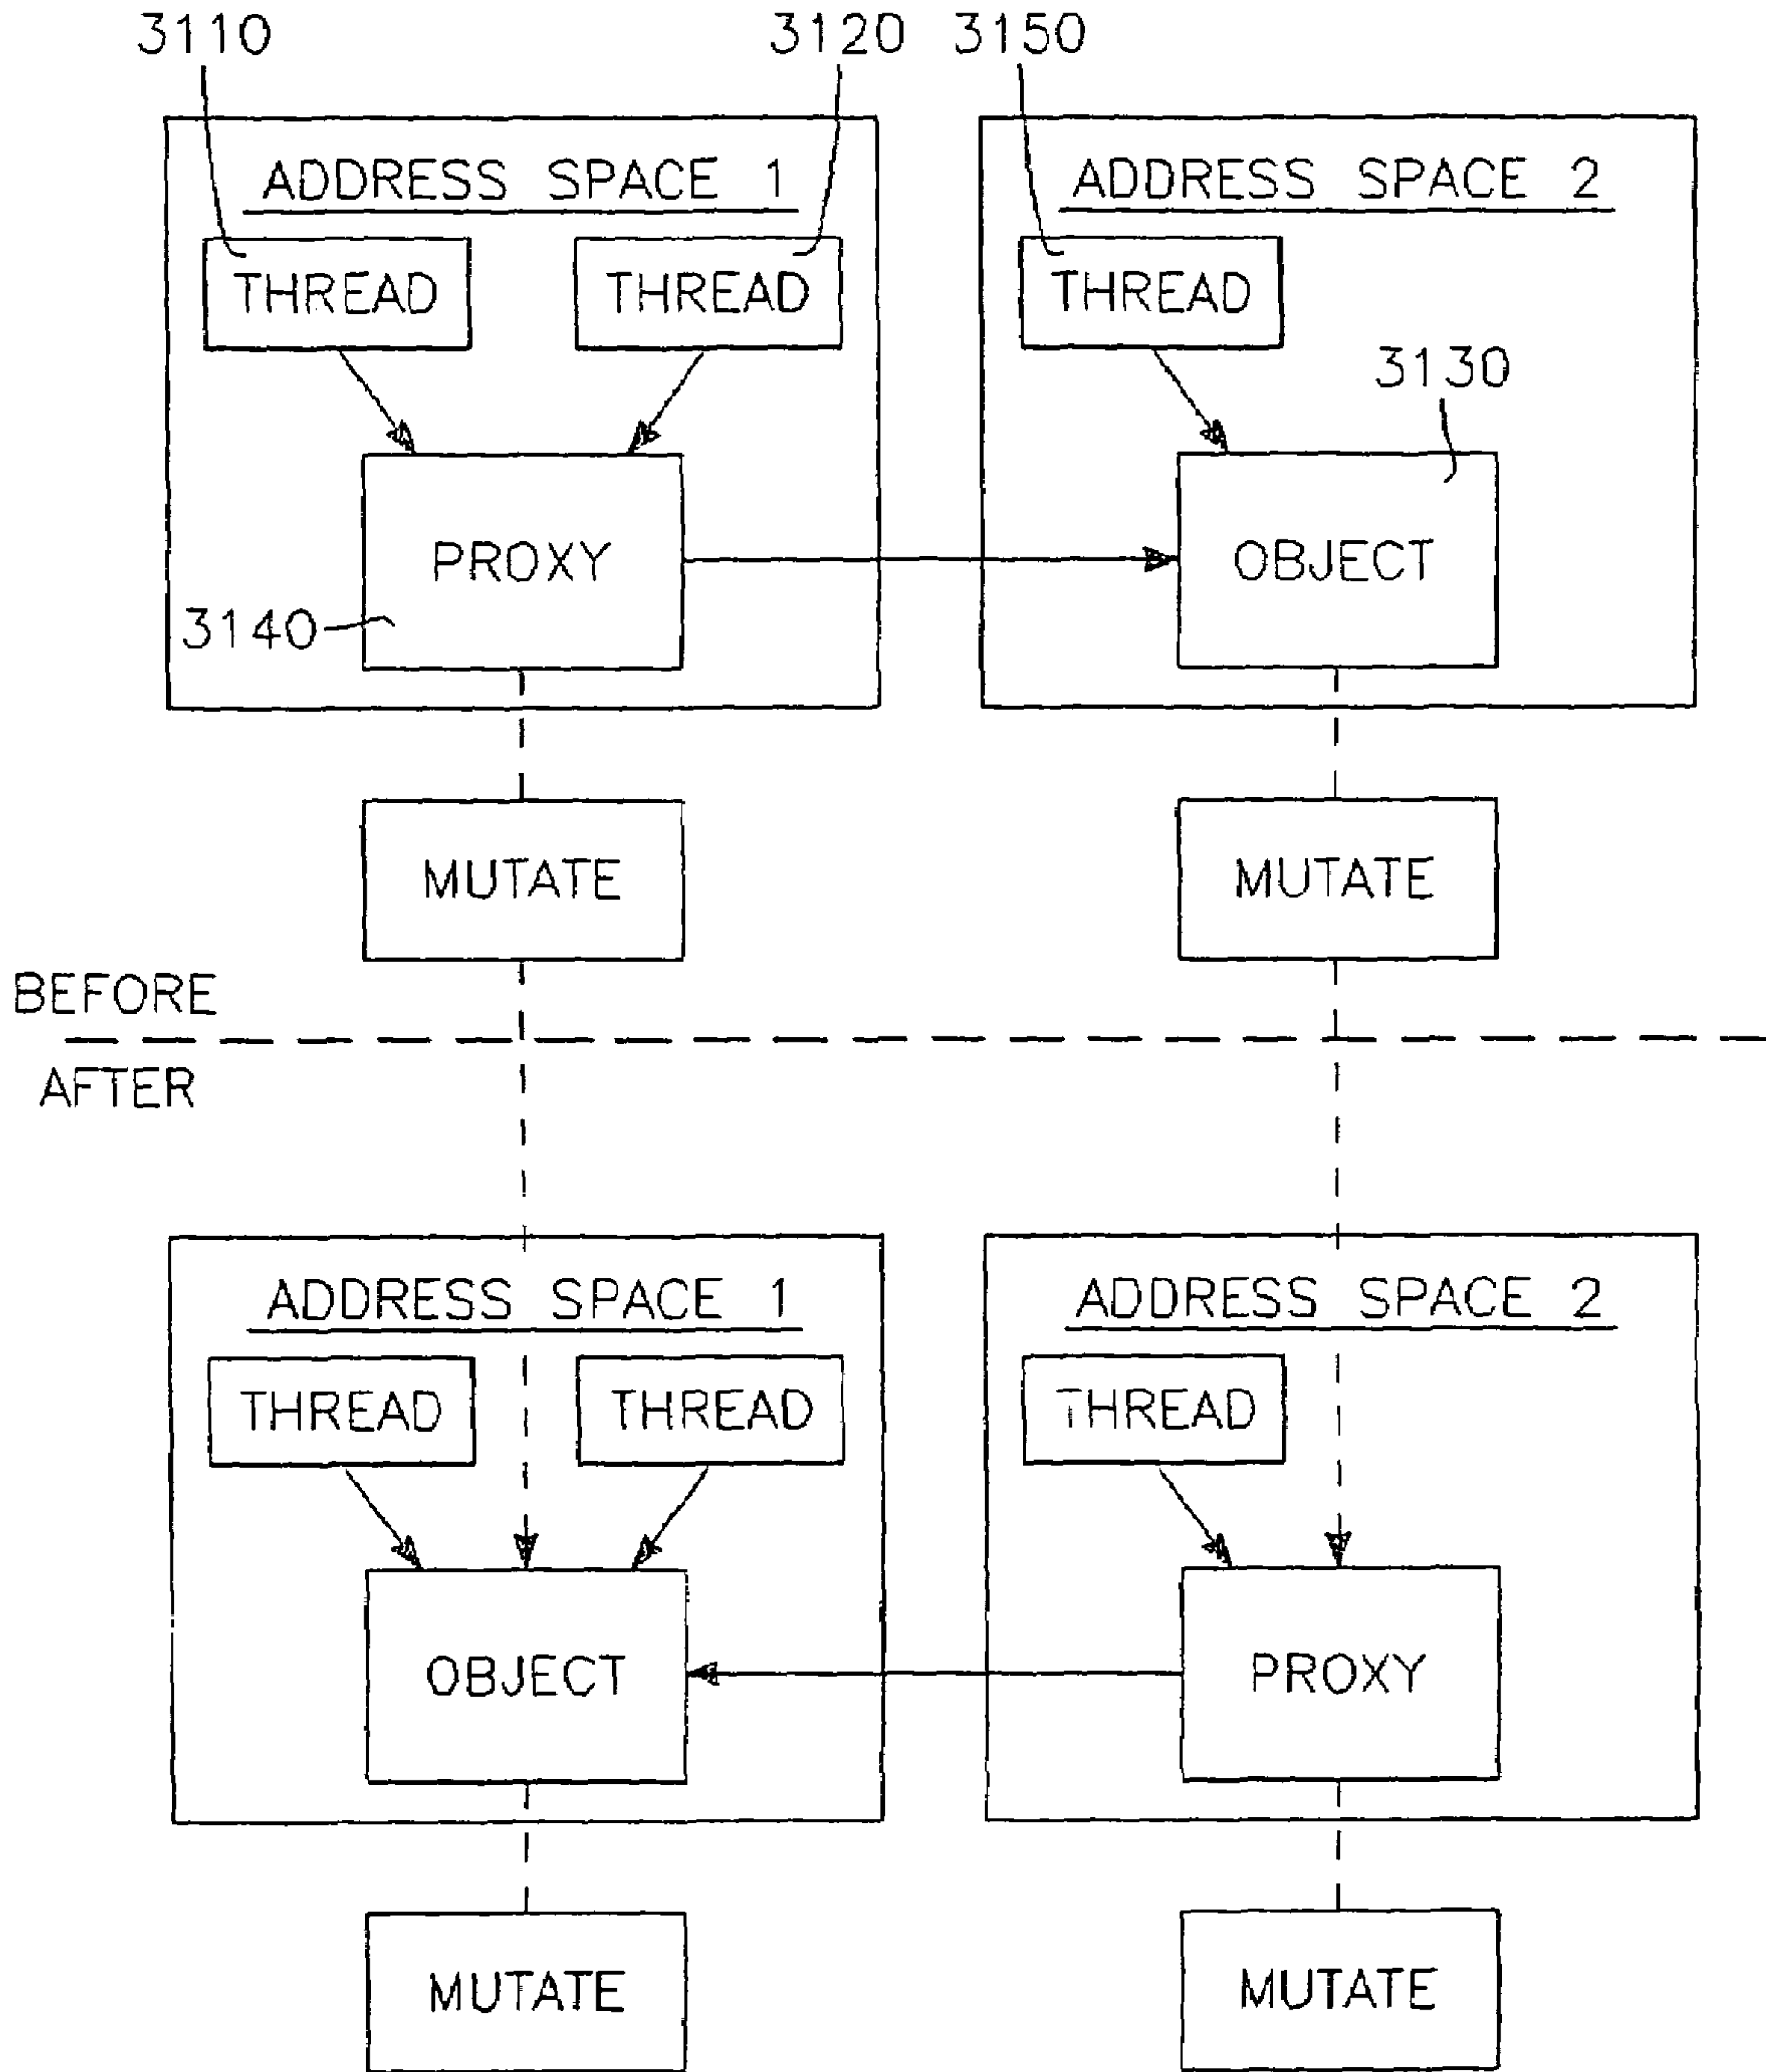 3110
3120
3150
ADDRESS SPACE 1
ADDRESS SPACE 2
THREAD
THREAD
THREAD
3130
PROXY
OBJECT
3140
MUTATE
MUTATE
BEFORE
AFTER
ADDRESS SPACE 1
ADDRESS SPACE 2
THREAD
THREAD
THREAD
OBJECT
PROXY
MUTATE
MUTATE